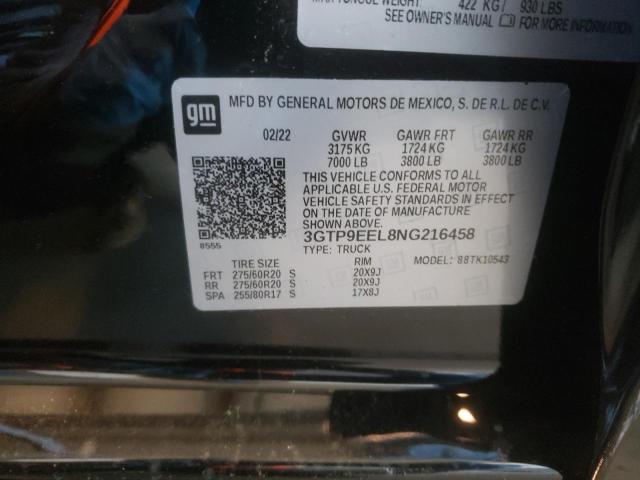 MAX TONGUE WEIGHT: 422 KG / 930 LBS
SEE OWNER'S MANUAL FOR MORE INFORMATION
gm
MFD BY GENERAL MOTORS DE MEXICO, S. DE R.L. DE C.V.
02/22 GVWR GAWR FRT GAWR RR
3175 KG 1724 KG 1724 KG
7000 LB 3800 LB 3800 LB
THIS VEHICLE CONFORMS TO ALL
APPLICABLE U.S. FEDERAL MOTOR
VEHICLE SAFETY STANDARDS IN EFFECT
ON THE DATE OF MANUFACTURE
3GTP9EEL8NG216458
8555
TYPE: TRUCK
MODEL: 88TK10543
TIRE SIZE RIM
FRT 275/60R20 S 20X9J
RR 275/60R20 S 20X9J
SPA 255/80R17 S 17X8J